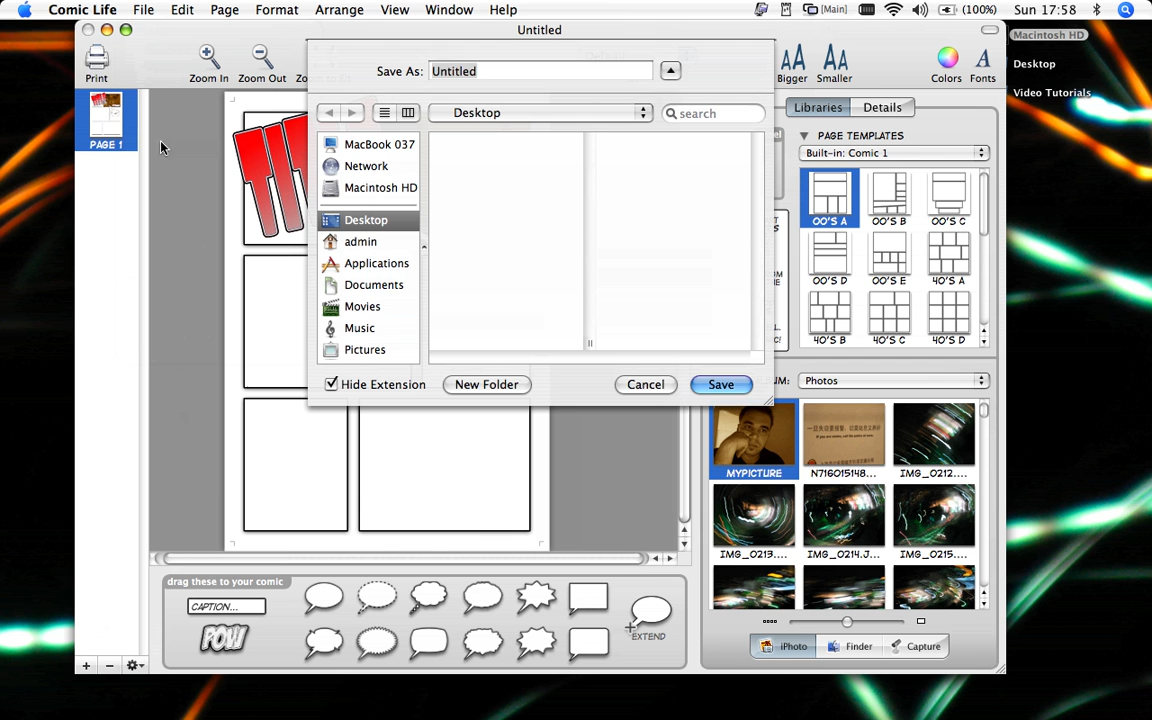 Comic Life File Edit Page Format Arrange View Window Help [Main] (100%) Sun 17:58
Untitled
Macintosh HD
Print Zoom In Zoom Out Bigger Smaller Colors Fonts
Save As: Untitled
Desktop
Video Tutorials
Desktop search
Libraries Details
PAGE 1
PAGE TEMPLATES
Built-in: Comic 1
MacBook 037
Network
Macintosh HD
Desktop
admin
Applications
Documents
Movies
Music
Pictures
00'S A 00'S B 00'S C
00'S D 00'S E 40'S A
40'S B 40'S C 40'S D
Hide Extension New Folder Cancel Save
Photos
MYPICTURE N716015148... IMG_0212....
IMG_0213.... IMG_0214.J... IMG_0215....
drag these to your comic
CAPTION...
POW
EXTEND
iPhoto Finder Capture